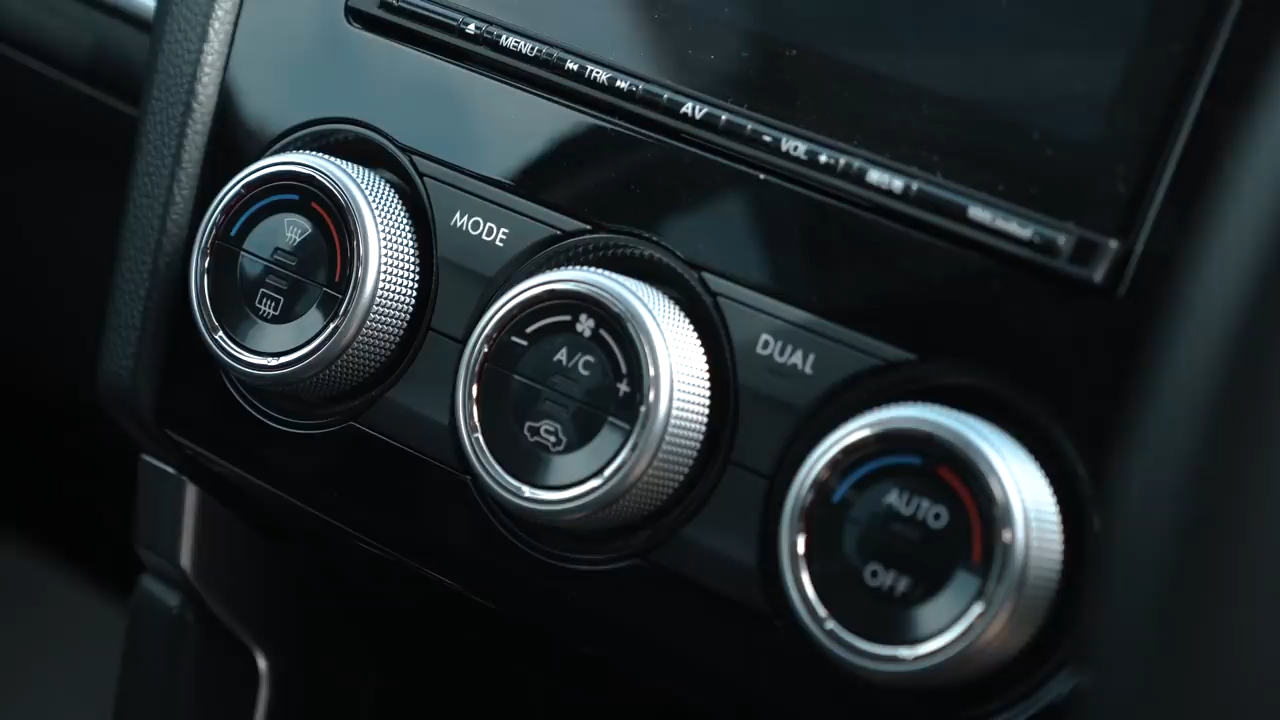 MENU
TRK
AV
- VOL +
MODE
DUAL
- +
A/C
AUTO
OFF